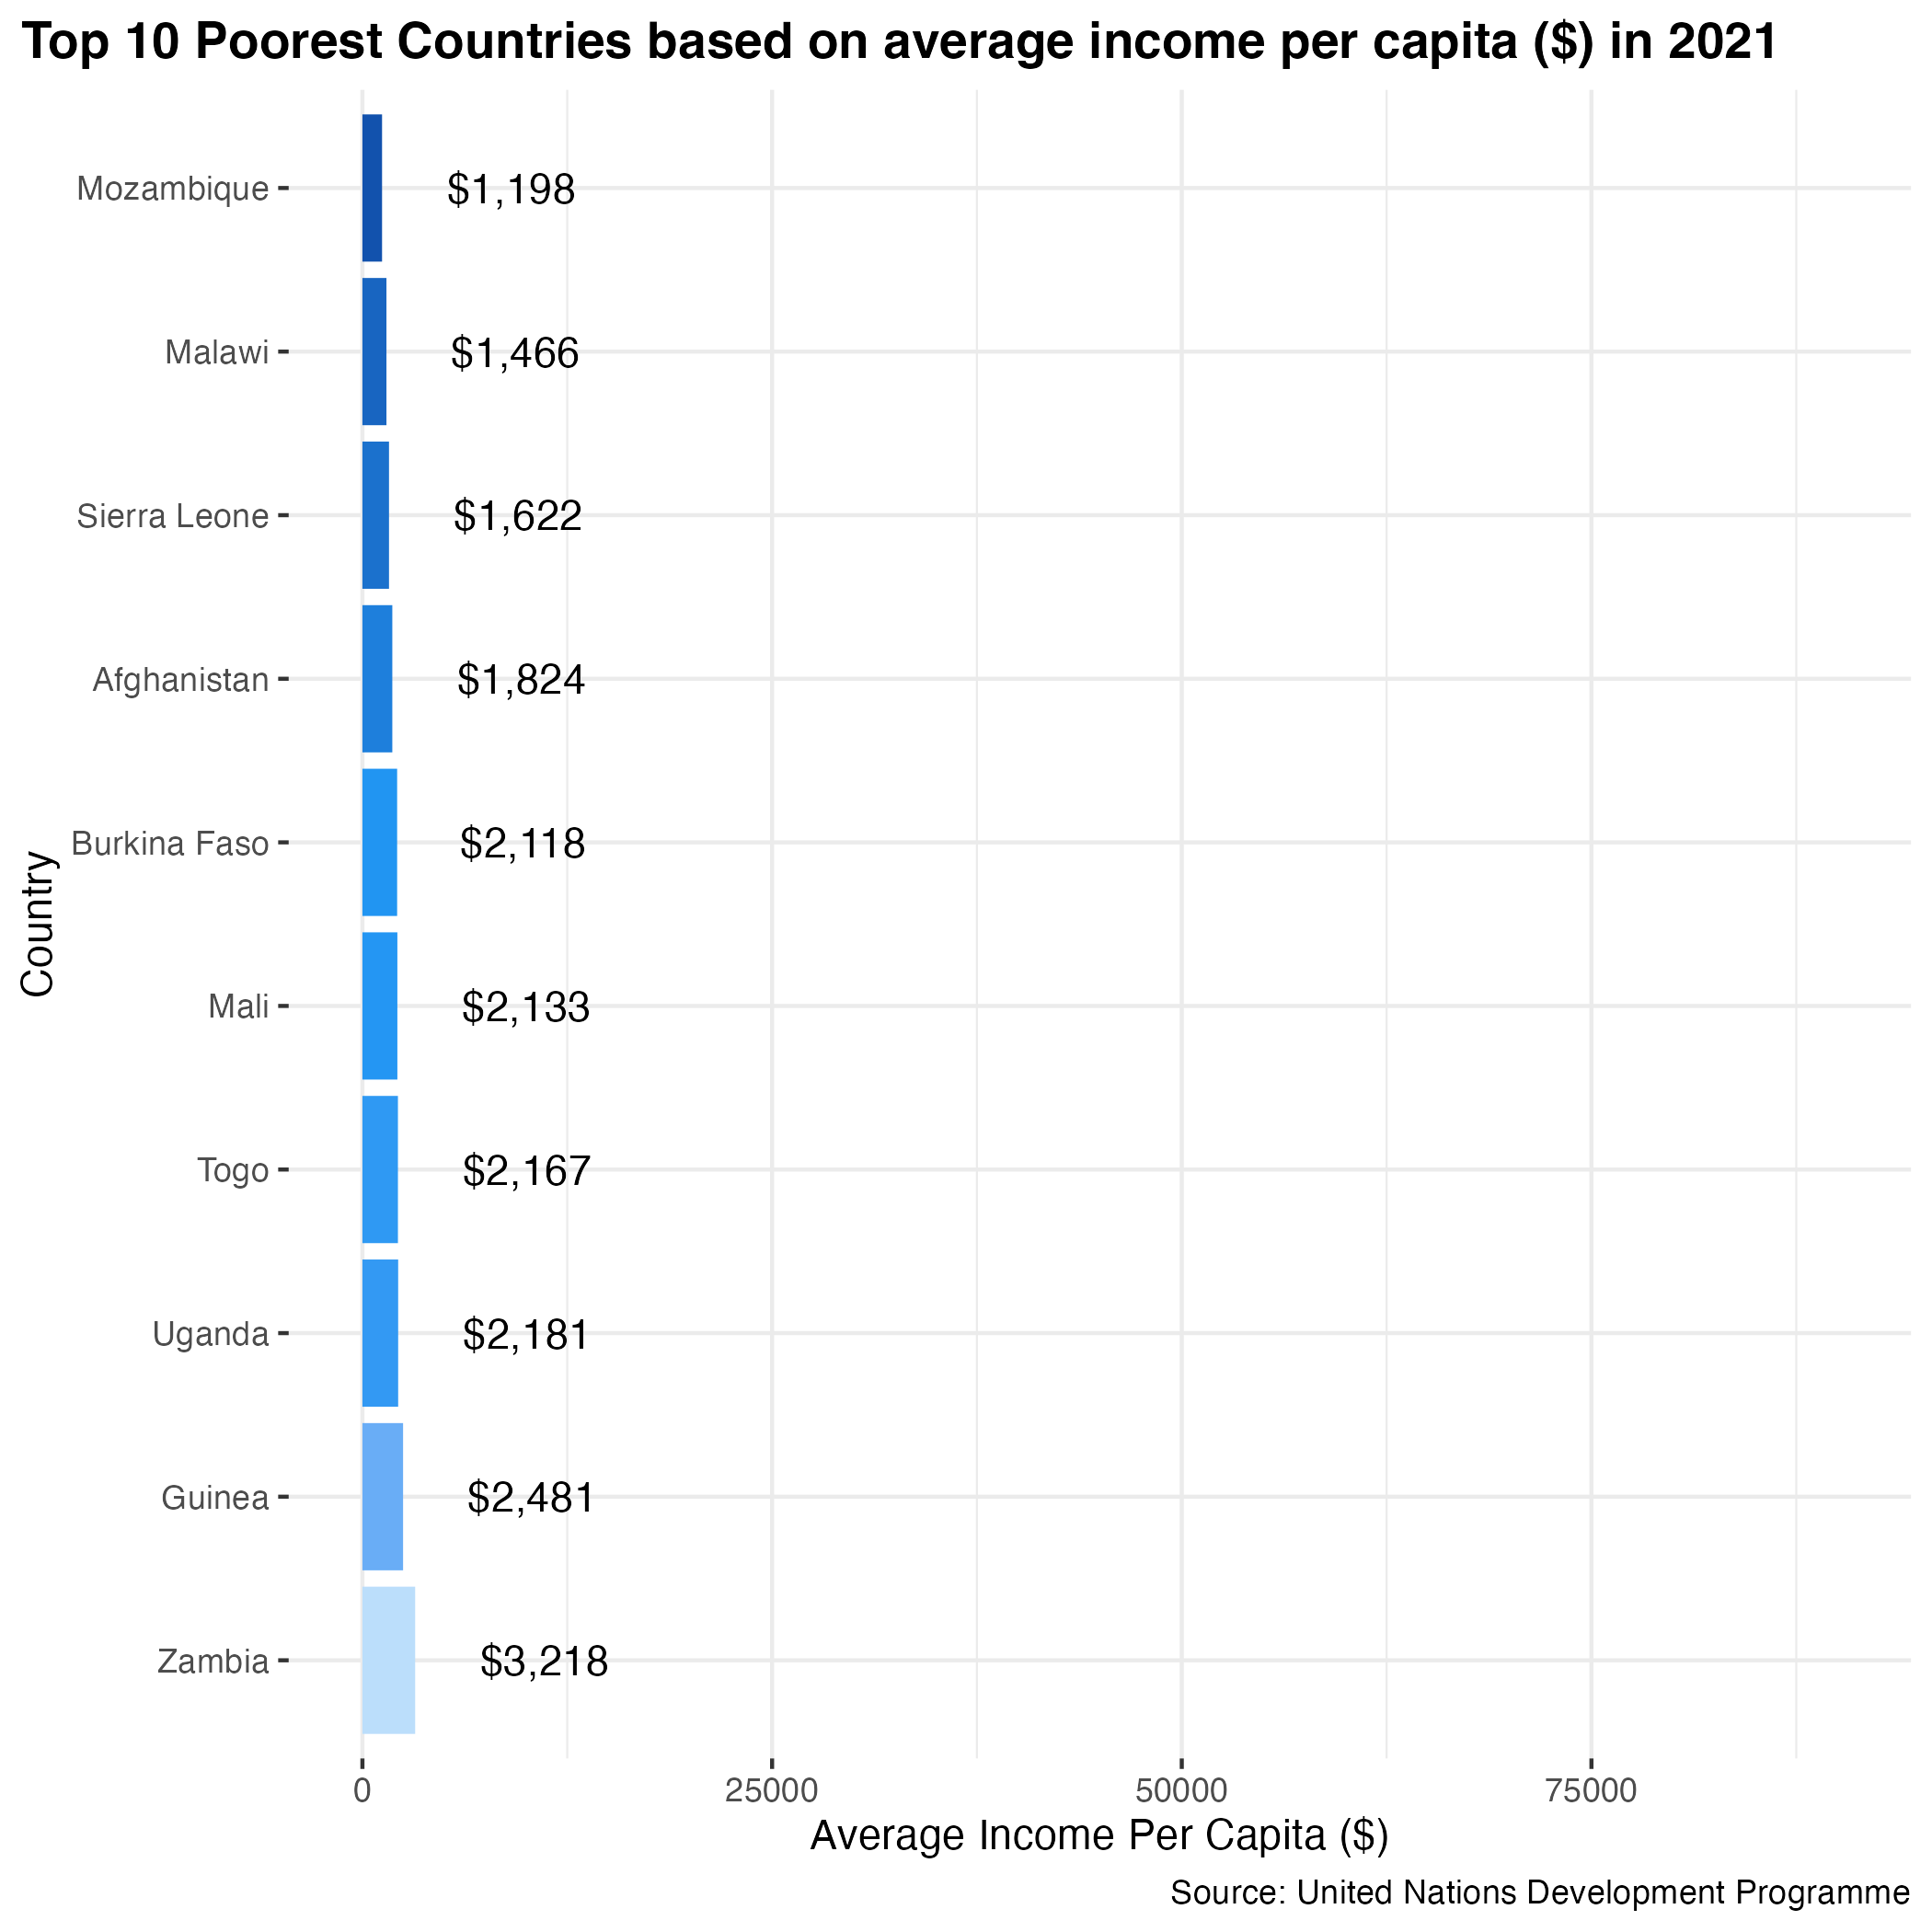 Top 10 Poorest Countries based on average income per capita ($) in 2021
Country
Mozambique $1,198
Malawi $1,466
Sierra Leone $1,622
Afghanistan $1,824
Burkina Faso $2,118
Mali $2,133
Togo $2,167
Uganda $2,181
Guinea $2,481
Zambia $3,218
0 25000 50000 75000
Average Income Per Capita ($)
Source: United Nations Development Programme